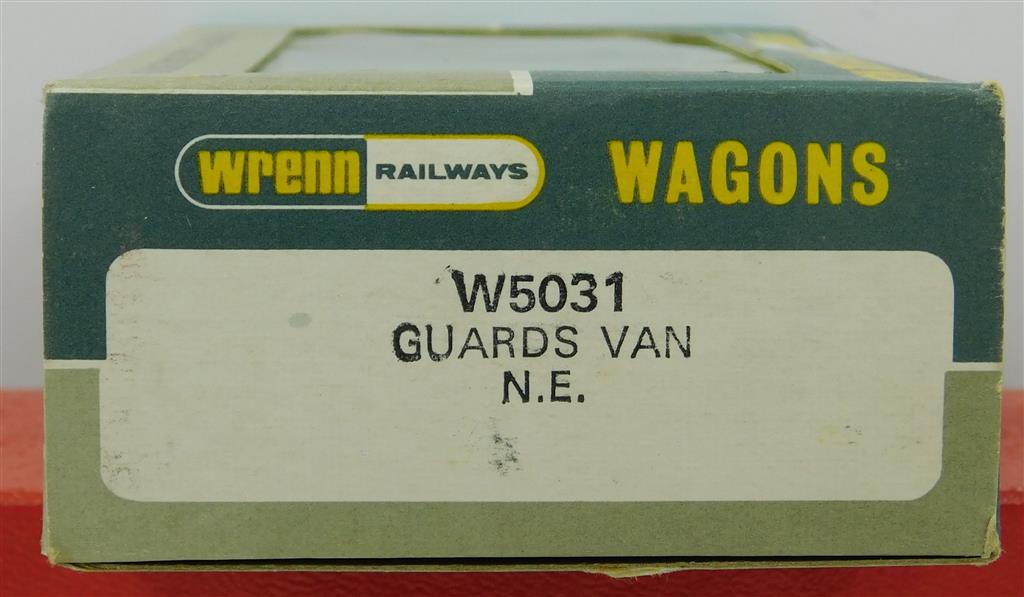 wrenn RAILWAYS WAGONS
W5031
GUARDS VAN
N.E.